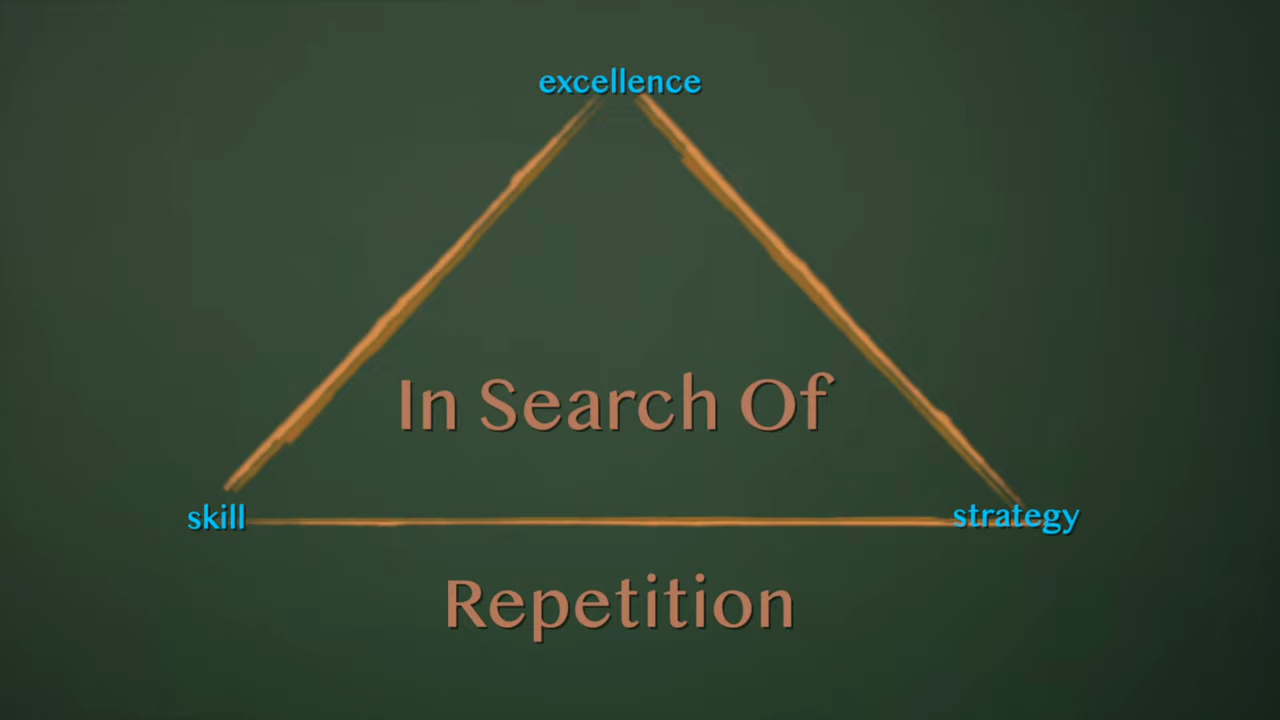 excellence
In Search Of
skill
strategy
Repetition